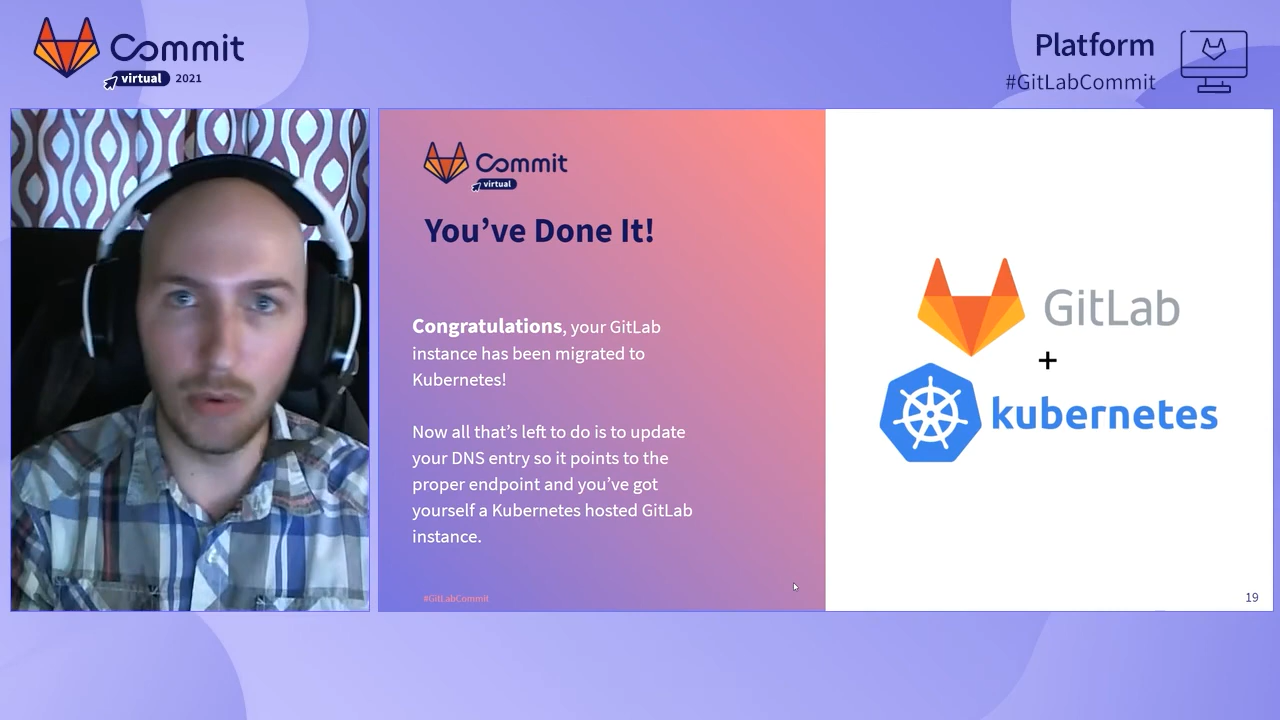 Commit
virtual 2021
Platform
#GitLabCommit
Commit
virtual
You’ve Done It!
Congratulations, your GitLab
instance has been migrated to
Kubernetes!
Now all that’s left to do is to update
your DNS entry so it points to the
proper endpoint and you’ve got
yourself a Kubernetes hosted GitLab
instance.
#GitLabCommit
GitLab
+
kubernetes
19